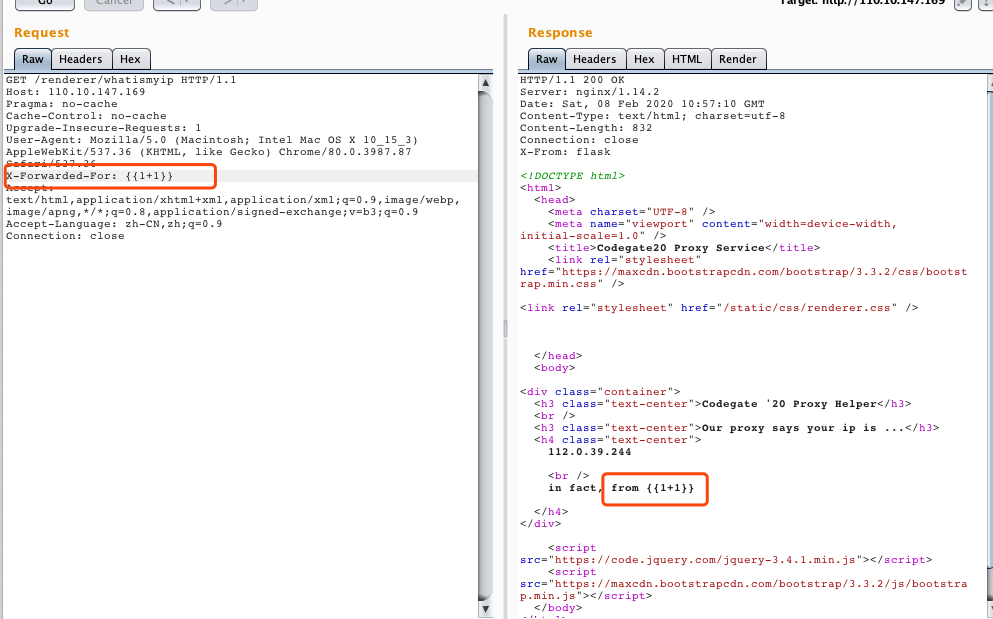 Go Cancel < >
Target: http://110.10.147.169
Request
Raw Headers Hex
GET /renderer/whatismyip HTTP/1.1
Host: 110.10.147.169
Pragma: no-cache
Cache-Control: no-cache
Upgrade-Insecure-Requests: 1
User-Agent: Mozilla/5.0 (Macintosh; Intel Mac OS X 10_15_3)
AppleWebKit/537.36 (KHTML, like Gecko) Chrome/80.0.3987.87
Safari/537.36
X-Forwarded-For: {{1+1}}
Accept:
text/html,application/xhtml+xml,application/xml;q=0.9,image/webp,
image/apng,*/*;q=0.8,application/signed-exchange;v=b3;q=0.9
Accept-Language: zh-CN,zh;q=0.9
Connection: close
Response
Raw Headers Hex HTML Render
HTTP/1.1 200 OK
Server: nginx/1.14.2
Date: Sat, 08 Feb 2020 10:57:10 GMT
Content-Type: text/html; charset=utf-8
Content-Length: 832
Connection: close
X-From: flask
<!DOCTYPE html>
<html>
<head>
<meta charset="UTF-8" />
<meta name="viewport" content="width=device-width,
initial-scale=1.0" />
<title>Codegate20 Proxy Service</title>
<link rel="stylesheet"
href="https://maxcdn.bootstrapcdn.com/bootstrap/3.3.2/css/bootst
rap.min.css" />
<link rel="stylesheet" href="/static/css/renderer.css" />
</head>
<body>
<div class="container">
<h3 class="text-center">Codegate '20 Proxy Helper</h3>
<br />
<h3 class="text-center">Our proxy says your ip is ...</h3>
<h4 class="text-center">
112.0.39.244
<br />
in fact, from {{1+1}}
</h4>
</div>
<script
src="https://code.jquery.com/jquery-3.4.1.min.js"></script>
<script
src="https://maxcdn.bootstrapcdn.com/bootstrap/3.3.2/js/bootstra
p.min.js"></script>
</body>